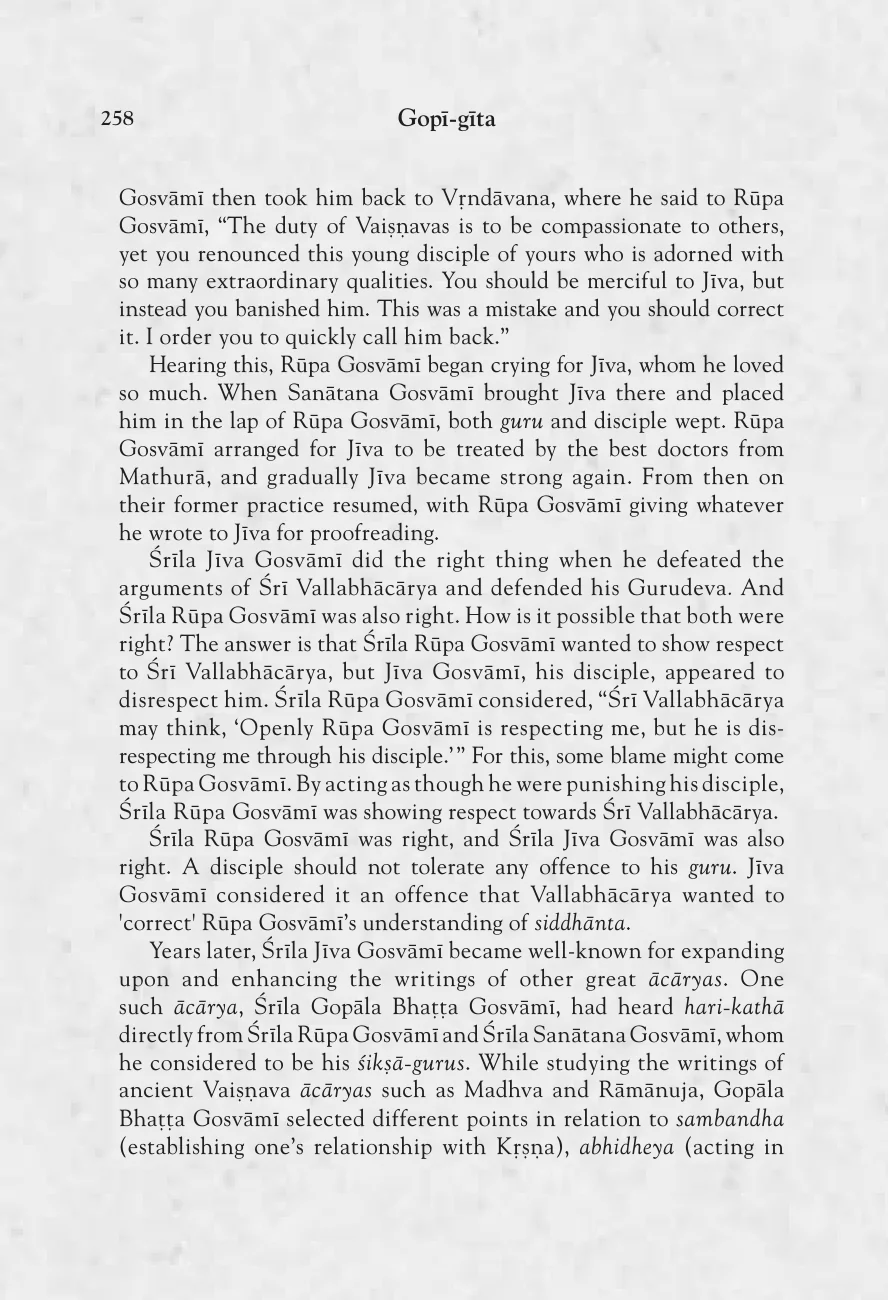 258
Gopī-gīta
Gosvāmī then took him back to Vṛndāvana, where he said to Rūpa
Gosvāmī, “The duty of Vaiṣṇavas is to be compassionate to others,
yet you renounced this young disciple of yours who is adorned with
so many extraordinary qualities. You should be merciful to Jīva, but
instead you banished him. This was a mistake and you should correct
it. I order you to quickly call him back.”
Hearing this, Rūpa Gosvāmī began crying for Jīva, whom he loved
so much. When Sanātana Gosvāmī brought Jīva there and placed
him in the lap of Rūpa Gosvāmī, both guru and disciple wept. Rūpa
Gosvāmī arranged for Jīva to be treated by the best doctors from
Mathurā, and gradually Jīva became strong again. From then on
their former practice resumed, with Rūpa Gosvāmī giving whatever
he wrote to Jīva for proofreading.
Śrīla Jīva Gosvāmī did the right thing when he defeated the
arguments of Śrī Vallabhācārya and defended his Gurudeva. And
Śrīla Rūpa Gosvāmī was also right. How is it possible that both were
right? The answer is that Śrīla Rūpa Gosvāmī wanted to show respect
to Śrī Vallabhācārya, but Jīva Gosvāmī, his disciple, appeared to
disrespect him. Śrīla Rūpa Gosvāmī considered, “Śrī Vallabhācārya
may think, ‘Openly Rūpa Gosvāmī is respecting me, but he is dis-
respecting me through his disciple.’” For this, some blame might come
to Rūpa Gosvāmī. By acting as though he were punishing his disciple,
Śrīla Rūpa Gosvāmī was showing respect towards Śrī Vallabhācārya.
Śrīla Rūpa Gosvāmī was right, and Śrīla Jīva Gosvāmī was also
right. A disciple should not tolerate any offence to his guru. Jīva
Gosvāmī considered it an offence that Vallabhācārya wanted to
'correct' Rūpa Gosvāmī’s understanding of siddhānta.
Years later, Śrīla Jīva Gosvāmī became well-known for expanding
upon and enhancing the writings of other great ācāryas. One
such ācārya, Śrīla Gopāla Bhaṭṭa Gosvāmī, had heard hari-kathā
directly from Śrīla Rūpa Gosvāmī and Śrīla Sanātana Gosvāmī, whom
he considered to be his śikṣā-gurus. While studying the writings of
ancient Vaiṣṇava ācāryas such as Madhva and Rāmānuja, Gopāla
Bhaṭṭa Gosvāmī selected different points in relation to sambandha
(establishing one’s relationship with Kṛṣṇa), abhidheya (acting in